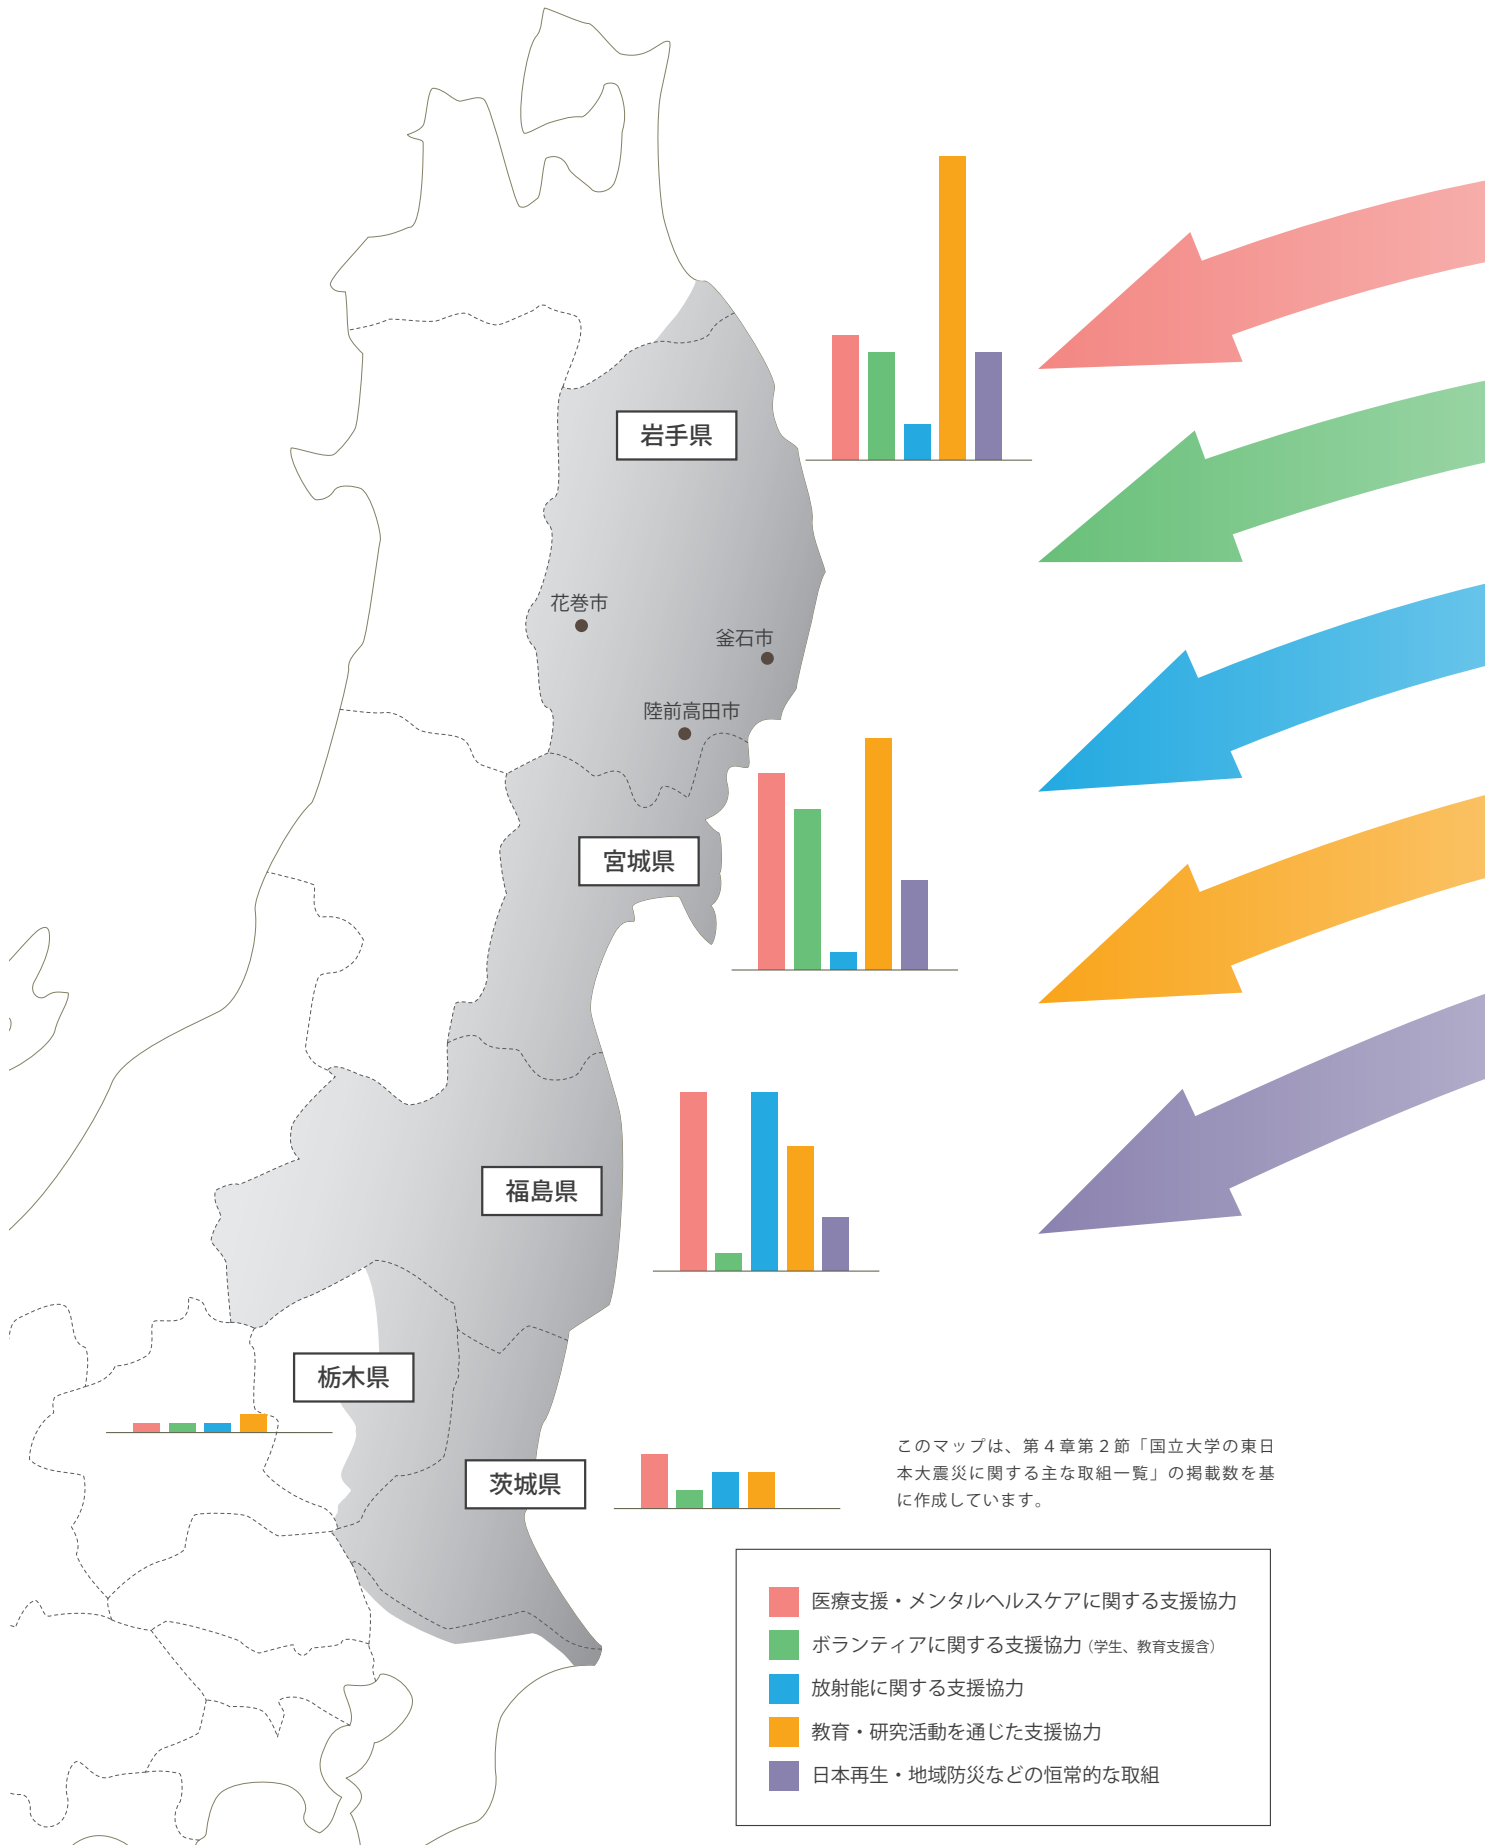 岩手県
花巻市
釜石市
陸前高田市
宮城県
福島県
栃木県
茨城県
このマップは、第４章第２節「国立大学の東日
本大震災に関する主な取組一覧」の掲載数を基
に作成しています。
医療支援・メンタルヘルスケアに関する支援協力
ボランティアに関する支援協力（学生、教育支援含）
放射能に関する支援協力
教育・研究活動を通じた支援協力
日本再生・地域防災などの恒常的な取組